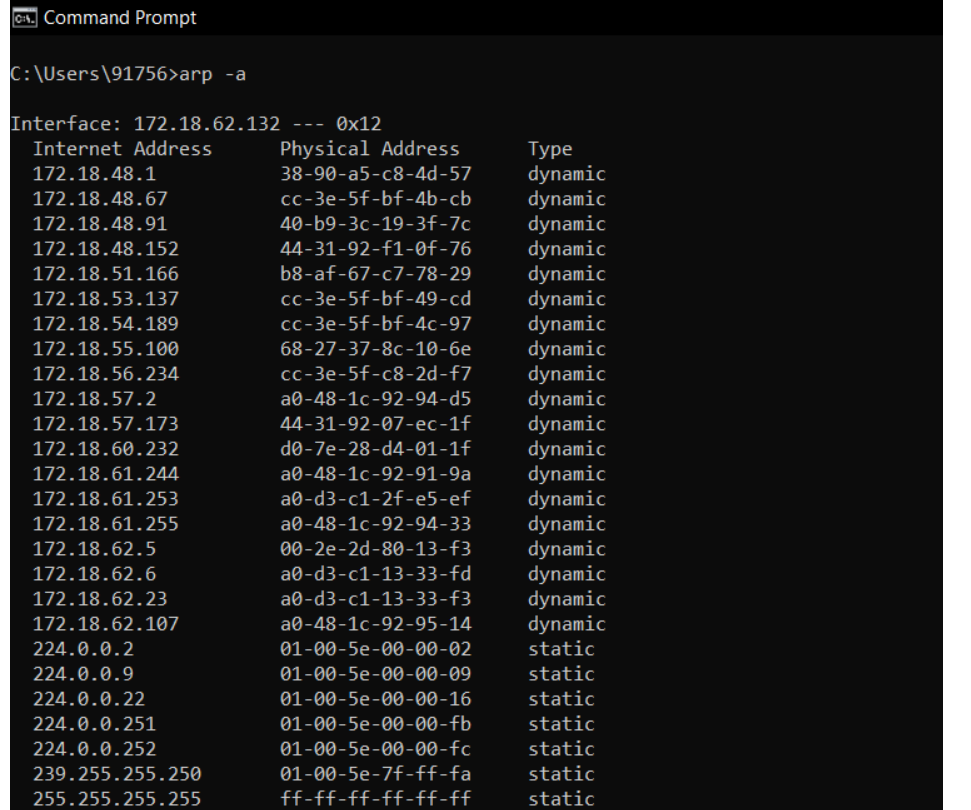 Command Prompt
C:\Users\91756>arp -a
Interface: 172.18.62.132 --- 0x12
Internet Address Physical Address Type
172.18.48.1 38-90-a5-c8-4d-57 dynamic
172.18.48.67 cc-3e-5f-bf-4b-cb dynamic
172.18.48.91 40-b9-3c-19-3f-7c dynamic
172.18.48.152 44-31-92-f1-0f-76 dynamic
172.18.51.166 b8-af-67-c7-78-29 dynamic
172.18.53.137 cc-3e-5f-bf-49-cd dynamic
172.18.54.189 cc-3e-5f-bf-4c-97 dynamic
172.18.55.100 68-27-37-8c-10-6e dynamic
172.18.56.234 cc-3e-5f-c8-2d-f7 dynamic
172.18.57.2 a0-48-1c-92-94-d5 dynamic
172.18.57.173 44-31-92-07-ec-1f dynamic
172.18.60.232 d0-7e-28-d4-01-1f dynamic
172.18.61.244 a0-48-1c-92-91-9a dynamic
172.18.61.253 a0-d3-c1-2f-e5-ef dynamic
172.18.61.255 a0-48-1c-92-94-33 dynamic
172.18.62.5 00-2e-2d-80-13-f3 dynamic
172.18.62.6 a0-d3-c1-13-33-fd dynamic
172.18.62.23 a0-d3-c1-13-33-f3 dynamic
172.18.62.107 a0-48-1c-92-95-14 dynamic
224.0.0.2 01-00-5e-00-00-02 static
224.0.0.9 01-00-5e-00-00-09 static
224.0.0.22 01-00-5e-00-00-16 static
224.0.0.251 01-00-5e-00-00-fb static
224.0.0.252 01-00-5e-00-00-fc static
239.255.255.250 01-00-5e-7f-ff-fa static
255.255.255.255 ff-ff-ff-ff-ff-ff static